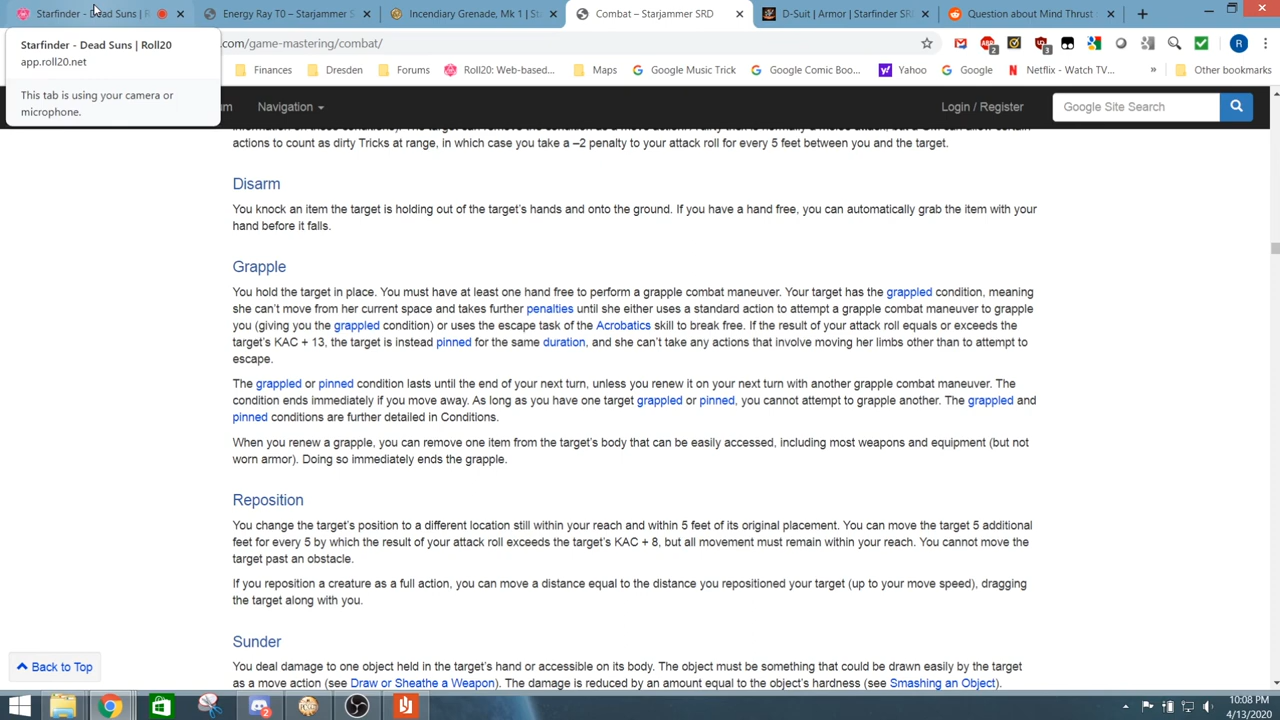 Starfinder - Dead Suns | R
Energy Ray T0 – Starjammer S
Incendiary Grenade, Mk 1 | Sta
Combat – Starjammer SRD
D-Suit | Armor | Starfinder SRD
Question about Mind Thrust :
Starfinder - Dead Suns | Roll20
app.roll20.net
This tab is using your camera or
microphone.
.com/game-mastering/combat/
2
3
R
Finances
Dresden
Forums
Roll20: Web-based...
Maps
Google Music Trick
Google Comic Boo...
Yahoo
Google
Netflix - Watch TV...
»
Other bookmarks
Navigation
Login / Register
Google Site Search
actions to count as dirty Tricks at range, in which case you take a –2 penalty to your attack roll for every 5 feet between you and the target.
Disarm
You knock an item the target is holding out of the target's hands and onto the ground. If you have a hand free, you can automatically grab the item with your
hand before it falls.
Grapple
You hold the target in place. You must have at least one hand free to perform a grapple combat maneuver. Your target has the grappled condition, meaning
she can't move from her current space and takes further penalties until she either uses a standard action to attempt a grapple combat maneuver to grapple
you (giving you the grappled condition) or uses the escape task of the Acrobatics skill to break free. If the result of your attack roll equals or exceeds the
target's KAC + 13, the target is instead pinned for the same duration, and she can't take any actions that involve moving her limbs other than to attempt to
escape.
The grappled or pinned condition lasts until the end of your next turn, unless you renew it on your next turn with another grapple combat maneuver. The
condition ends immediately if you move away. As long as you have one target grappled or pinned, you cannot attempt to grapple another. The grappled and
pinned conditions are further detailed in Conditions.
When you renew a grapple, you can remove one item from the target's body that can be easily accessed, including most weapons and equipment (but not
worn armor). Doing so immediately ends the grapple.
Reposition
You change the target's position to a different location still within your reach and within 5 feet of its original placement. You can move the target 5 additional
feet for every 5 by which the result of your attack roll exceeds the target's KAC + 8, but all movement must remain within your reach. You cannot move the
target past an obstacle.
If you reposition a creature as a full action, you can move a distance equal to the distance you repositioned your target (up to your move speed), dragging
the target along with you.
Sunder
You deal damage to one object held in the target's hand or accessible on its body. The object must be something that could be drawn easily by the target
as a move action (see Draw or Sheathe a Weapon). The damage is reduced by an amount equal to the object's hardness (see Smashing an Object).
Back to Top
10:08 PM
4/13/2020